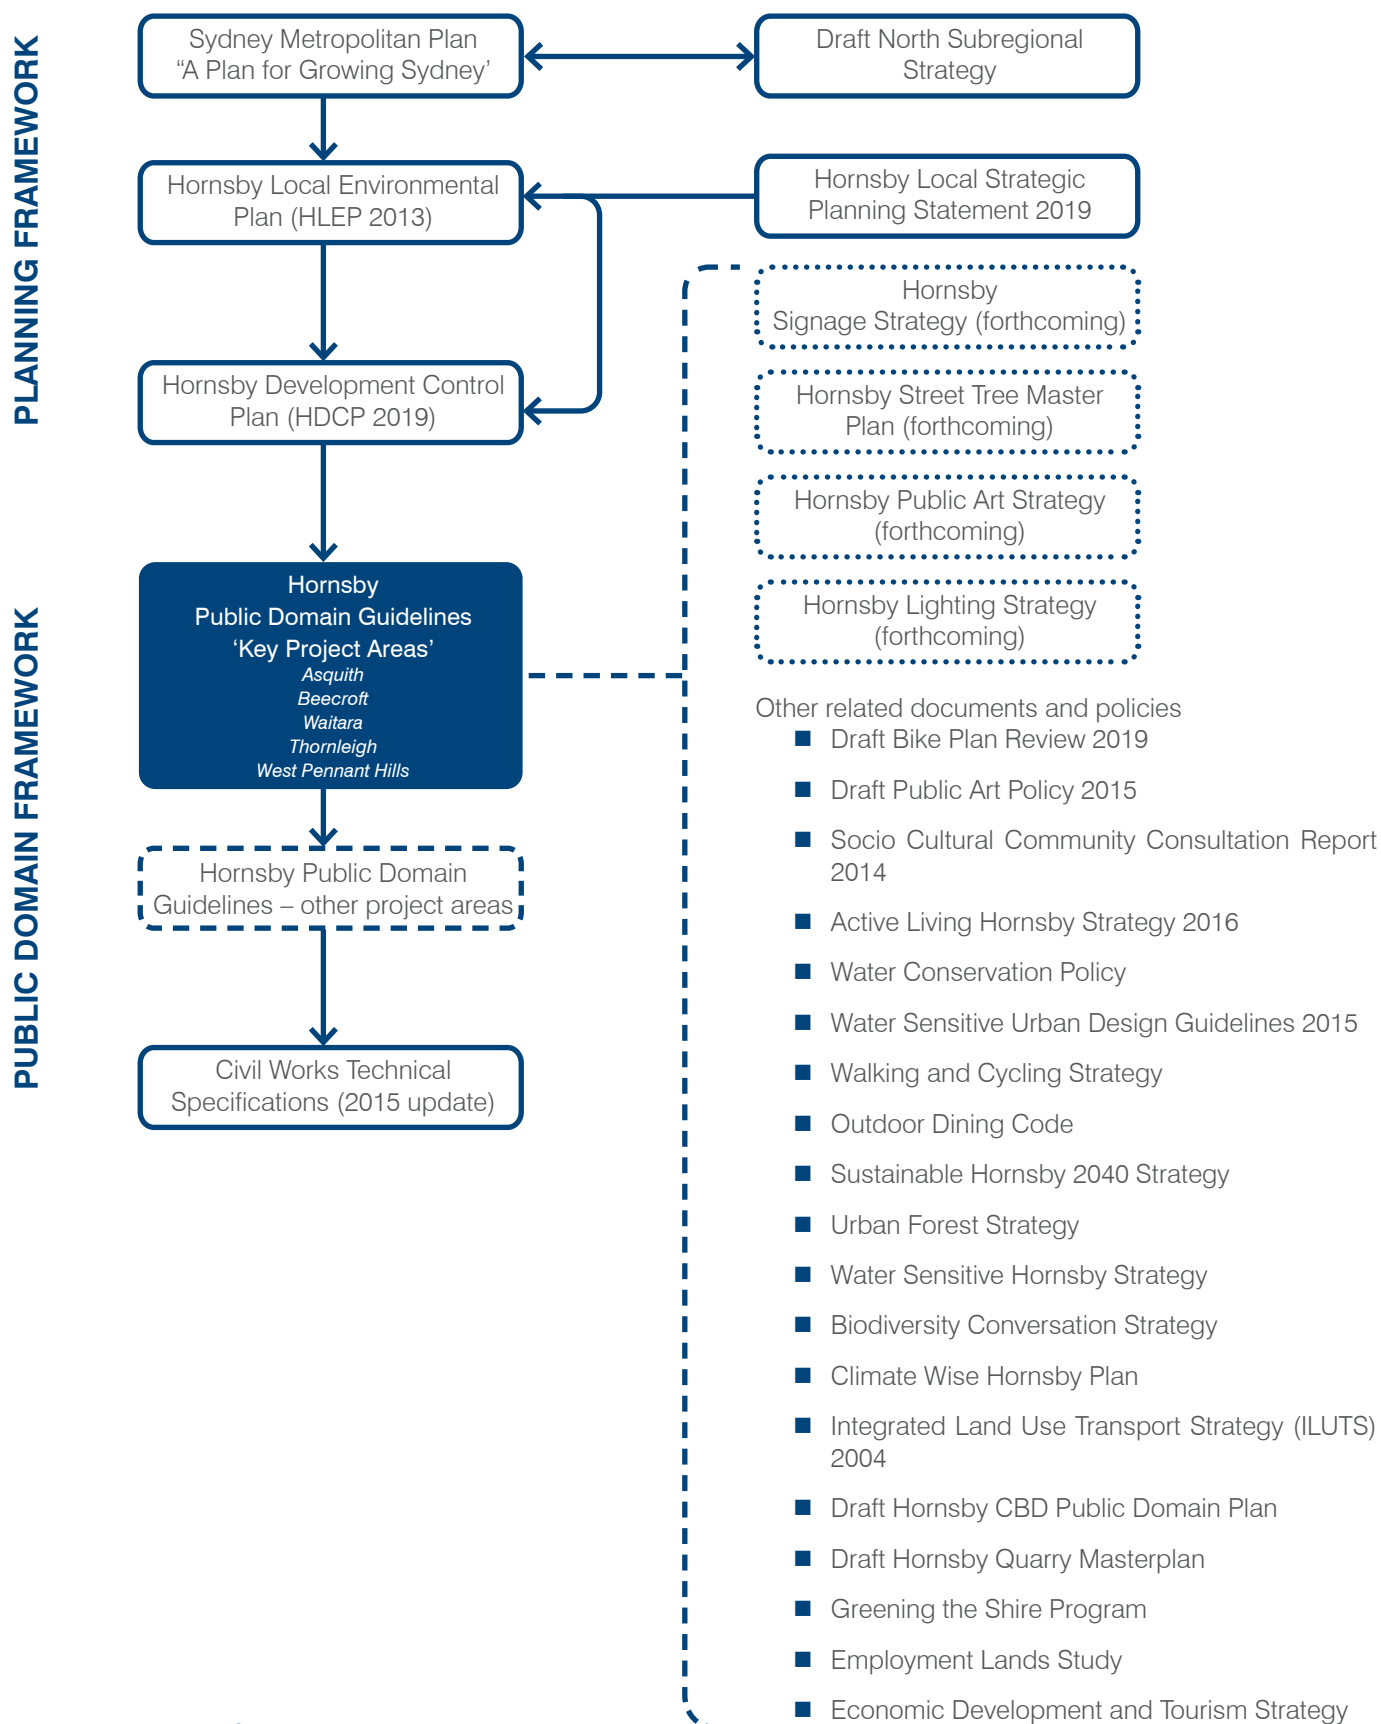 PLANNING FRAMEWORK
Sydney Metropolitan Plan
“A Plan for Growing Sydney’
Draft North Subregional
Strategy
Hornsby Local Environmental
Plan (HLEP 2013)
Hornsby Local Strategic
Planning Statement 2019
Hornsby Development Control
Plan (HDCP 2019)
Hornsby
Signage Strategy (forthcoming)
Hornsby Street Tree Master
Plan (forthcoming)
Hornsby Public Art Strategy
(forthcoming)
Hornsby Lighting Strategy
(forthcoming)
PUBLIC DOMAIN FRAMEWORK
Hornsby
Public Domain Guidelines
‘Key Project Areas’
Asquith
Beecroft
Waitara
Thornleigh
West Pennant Hills
Hornsby Public Domain
Guidelines – other project areas
Civil Works Technical
Specifications (2015 update)
Other related documents and policies
Draft Bike Plan Review 2019
Draft Public Art Policy 2015
Socio Cultural Community Consultation Report
2014
Active Living Hornsby Strategy 2016
Water Conservation Policy
Water Sensitive Urban Design Guidelines 2015
Walking and Cycling Strategy
Outdoor Dining Code
Sustainable Hornsby 2040 Strategy
Urban Forest Strategy
Water Sensitive Hornsby Strategy
Biodiversity Conversation Strategy
Climate Wise Hornsby Plan
Integrated Land Use Transport Strategy (ILUTS)
2004
Draft Hornsby CBD Public Domain Plan
Draft Hornsby Quarry Masterplan
Greening the Shire Program
Employment Lands Study
Economic Development and Tourism Strategy